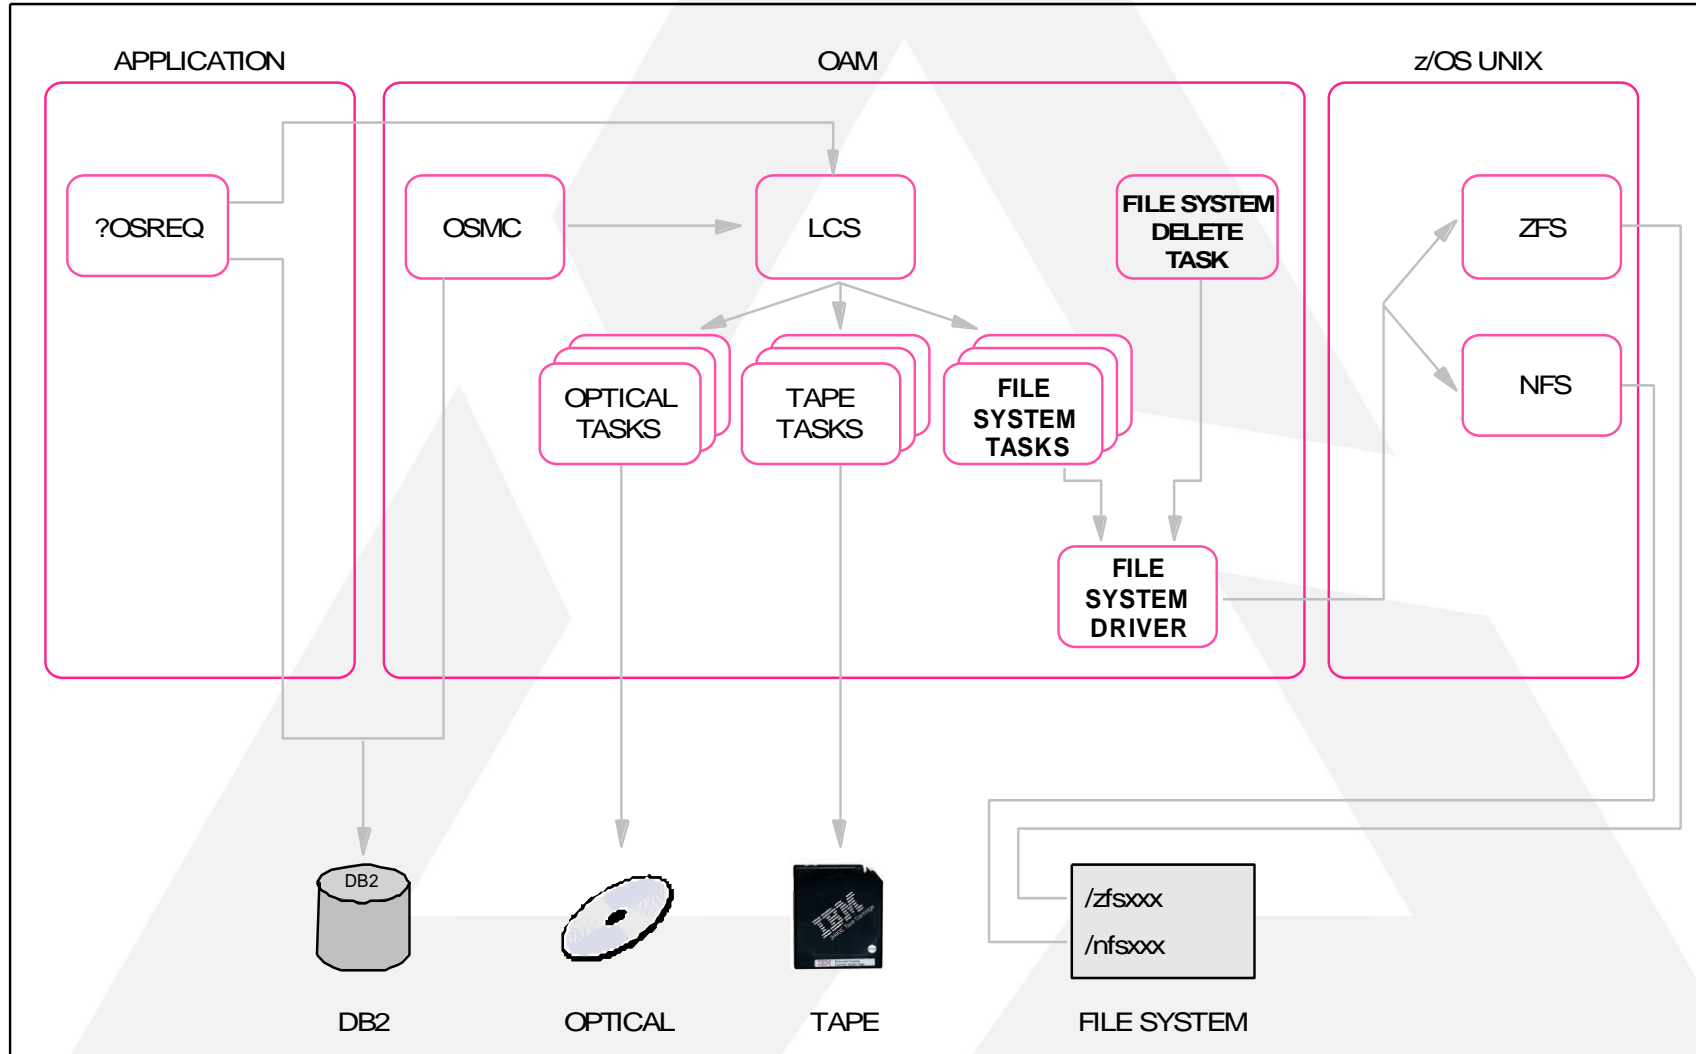 APPLICATION
OAM
z/OS UNIX
?OSREQ
OSMC
LCS
FILE SYSTEM
DELETE
TASK
ZFS
NFS
OPTICAL
TASKS
TAPE
TASKS
FILE
SYSTEM
TASKS
FILE
SYSTEM
DRIVER
DB2
IBM
/zfsxxx
/nfsxxx
DB2
OPTICAL
TAPE
FILE SYSTEM